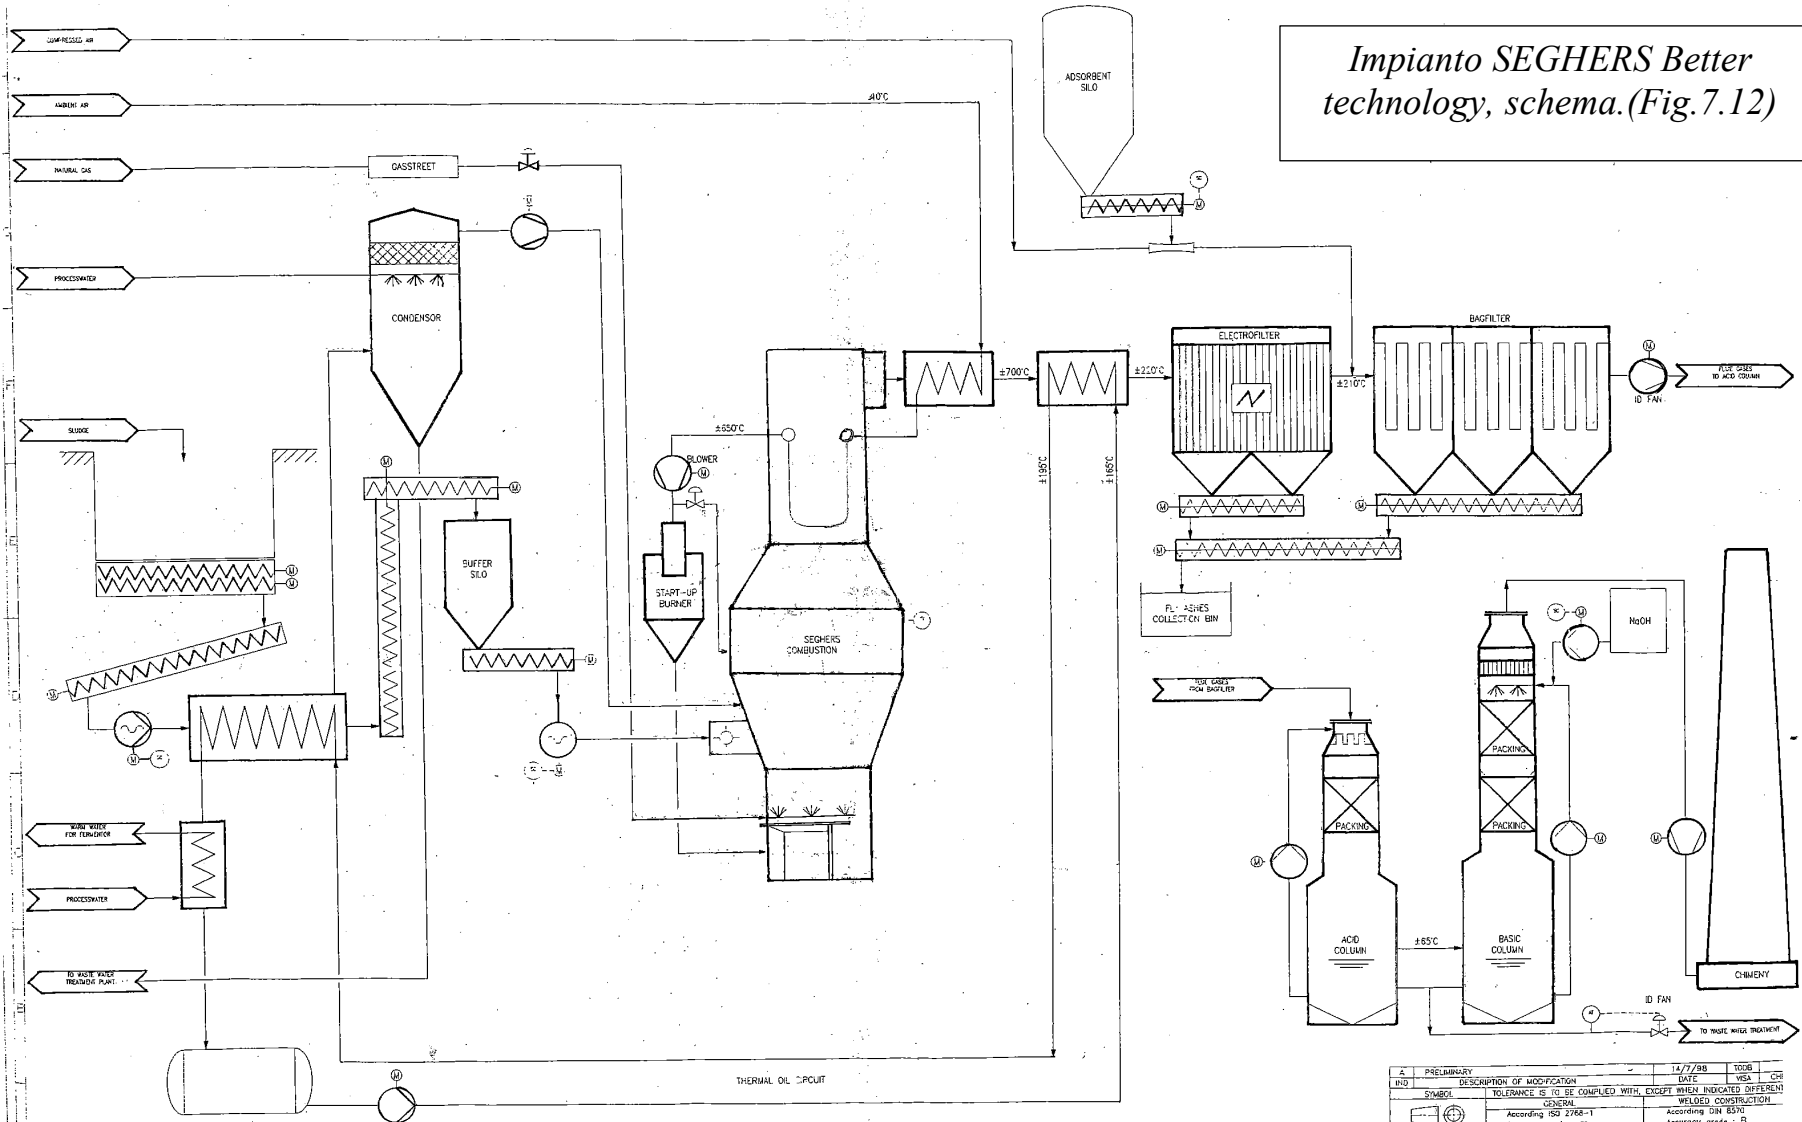 Impianto SEGHERS Better
technology, schema.(Fig.7.12)
COMPRESSED AIR
AMBIENT AIR
40°C
NATURAL GAS
GASSTREET
ADSORBENT
SILO
M
PROCESSWATER
CONDENSOR
SLUDGE
ELECTROFILTER
BAGFILTER
±700°C
±220°C
±210°C
M
ID FAN
FLUE GASES
TO ACID COLUMN
±650°C
BLOWER
M
±195°C
±165°C
M
M
M
M
M
M
M
M
BUFFER
SILO
START-UP
BURNER
SEGHERS
COMBUSTION
FLY ASHES
COLLECTION BIN
M
NaOH
M
M
FLUE GASES
FROM BAGFILTER
M
M
PACKING
PACKING
PACKING
M
M
M
WARM WATER
FOR FERMENTOR
PROCESSWATER
ACID
COLUMN
±65°C
BASIC
COLUMN
CHIMENY
TO WASTE WATER
TREATMENT PLANT
ID FAN
TO WASTE WATER TREATMENT
THERMAL OIL CIRCUIT
M
A PRELIMINARY 14/7/98 TODB
IND DESCRIPTION OF MODIFICATION DATE VISA
SYMBOL TOLERANCE IS TO BE COMPLIED WITH, EXCEPT WHEN INDICATED
GENERAL WELDED CONSTRUCTION
According ISO 2768-1 According DIN 8570